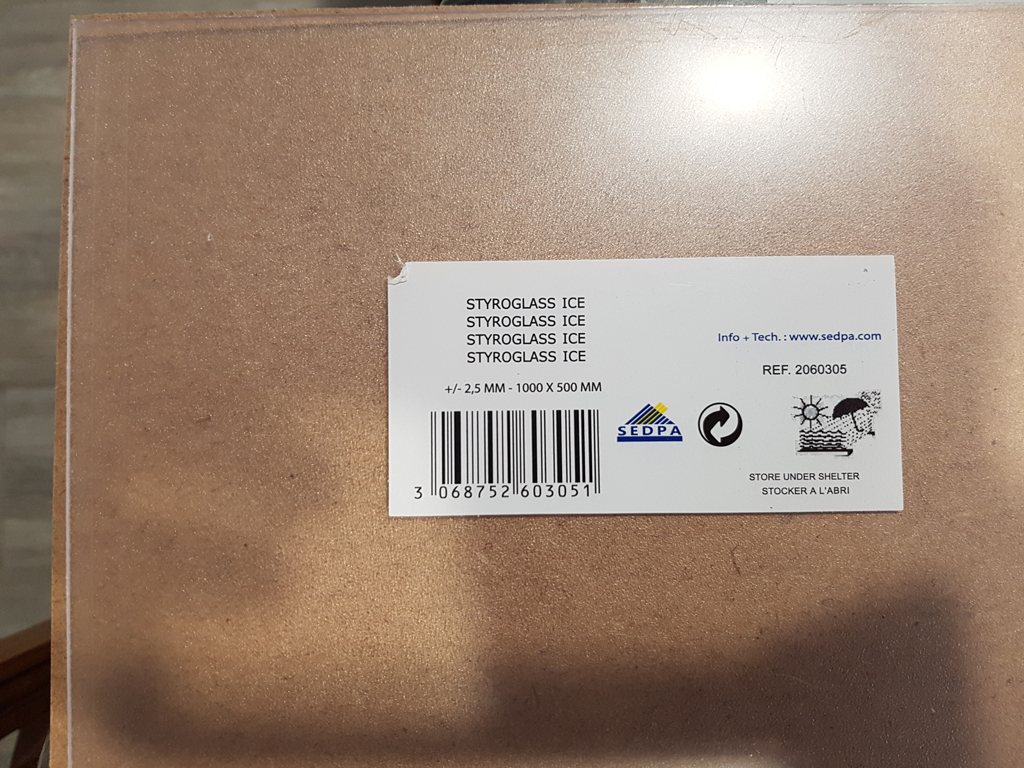 STYROGLASS ICE
STYROGLASS ICE
STYROGLASS ICE
STYROGLASS ICE
+/- 2,5 MM - 1000 X 500 MM
3 068752 603051
SEDPA
Info + Tech. : www.sedpa.com
REF. 2060305
STORE UNDER SHELTER
STOCKER A L'ABRI